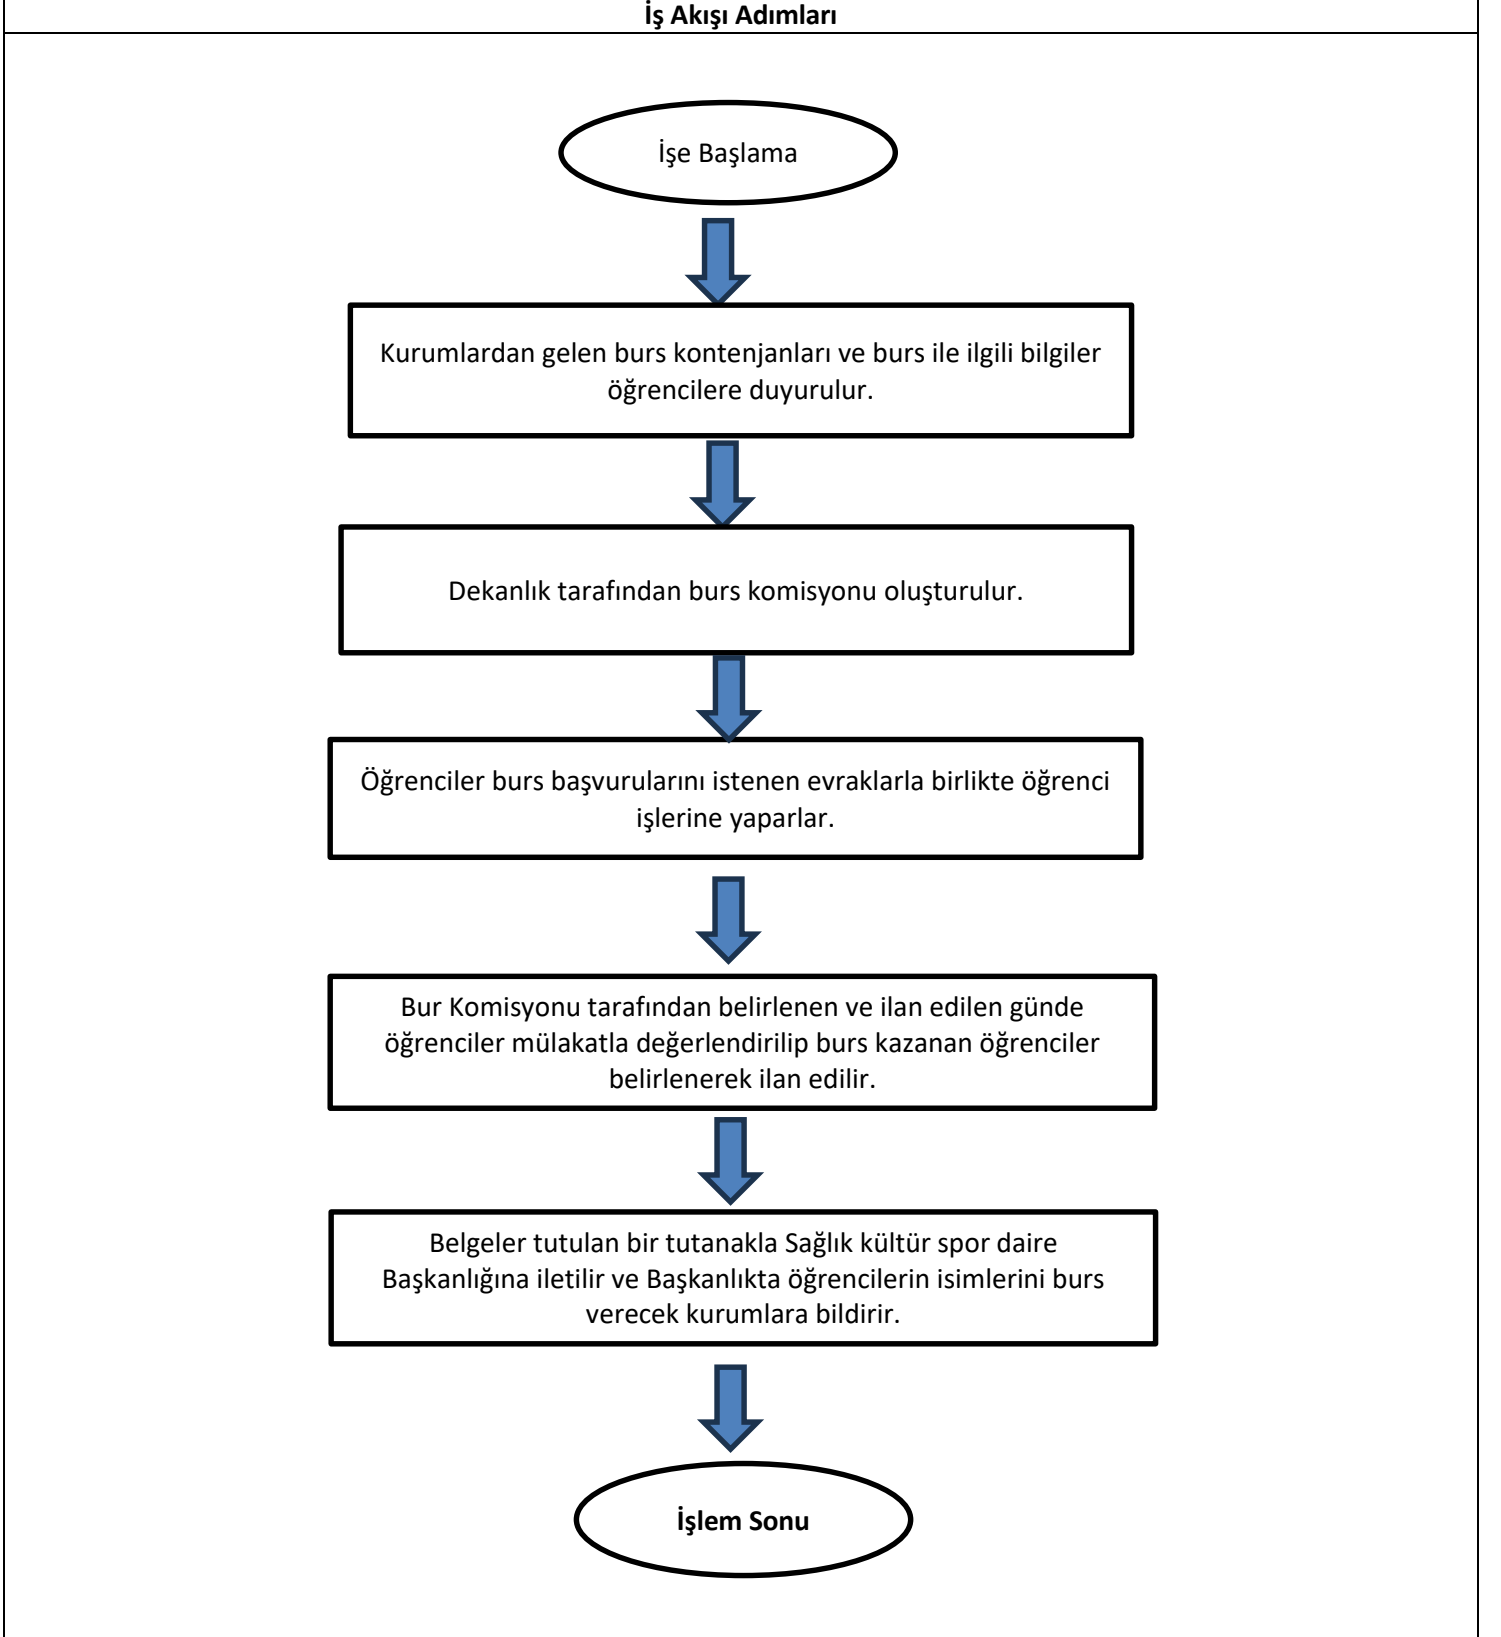 İş Akışı Adımları
İşe Başlama
Kurumlardan gelen burs kontenjanları ve burs ile ilgili bilgiler
öğrencilere duyurulur.
Dekanlık tarafından burs komisyonu oluşturulur.
Öğrenciler burs başvurularını istenen evraklarla birlikte öğrenci
işlerine yaparlar.
Bur Komisyonu tarafından belirlenen ve ilan edilen günde
öğrenciler mülakatla değerlendirilip burs kazanan öğrenciler
belirlenerek ilan edilir.
Belgeler tutulan bir tutanakla Sağlık kültür spor daire
Başkanlığına iletilir ve Başkanlıkta öğrencilerin isimlerini burs
verecek kurumlara bildirir.
İşlem Sonu